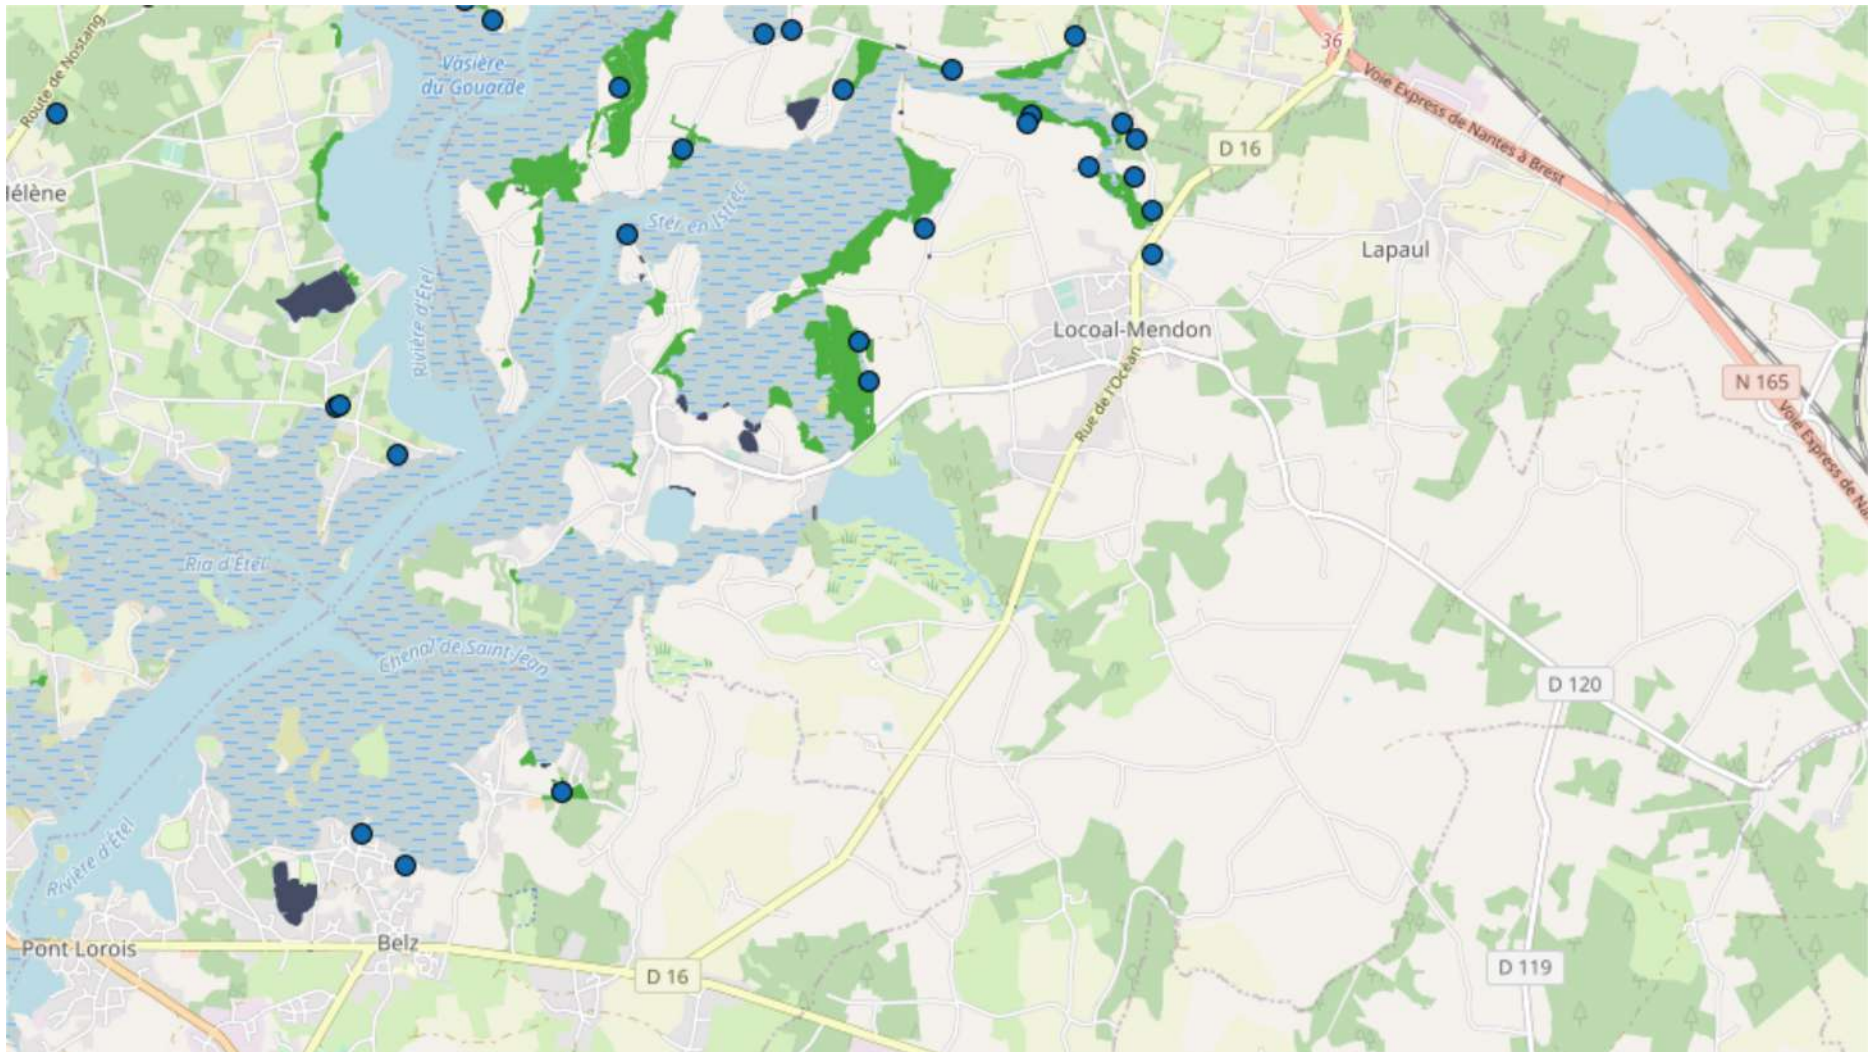 Route de Nostang
Vasière
du Gouarde
36
Voie Express de Nantes à Brest
D 16
Hélène
Ster en Istrec
Lapaul
Rivière d'Étel
Locoal-Mendon
Rue de l'Océan
N 165
Voie Express de Na
Ria d'Étel
Chenal de Saint Jean
D 120
Rivière d'Étel
Pont Lorois
Belz
D 16
D 119